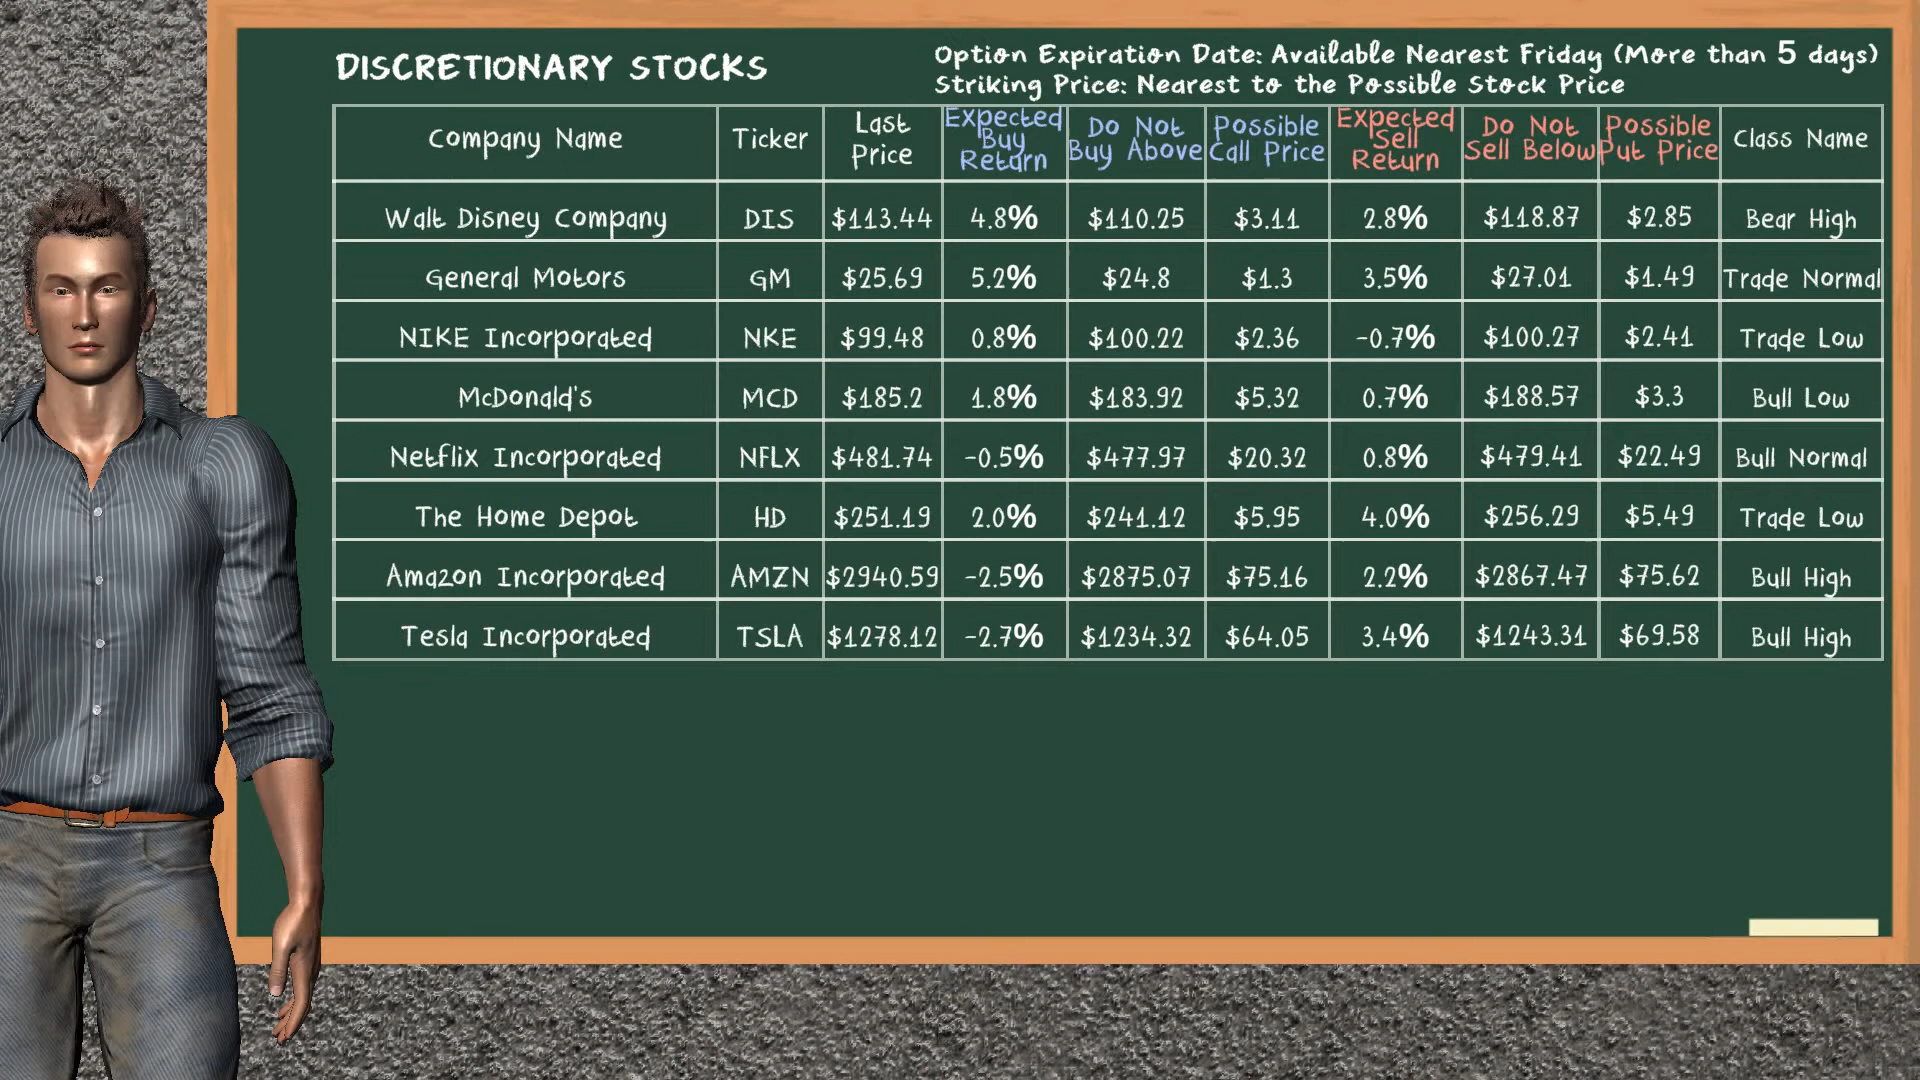 DISCRETIONARY STOCKS
Option Expiration Date: Available Nearest Friday (More than 5 days)
Striking Price: Nearest to the Possible Stock Price
Company Name Ticker Last Price Expected Buy Return Do Not Buy Above Possible Call Price Expected Sell Return Do Not Sell Below Possible Put Price Class Name
Walt Disney Company DIS $113.44 4.8% $110.25 $3.11 2.8% $118.87 $2.85 Bear High
General Motors GM $25.69 5.2% $24.8 $1.3 3.5% $27.01 $1.49 Trade Normal
NIKE Incorporated NKE $99.48 0.8% $100.22 $2.36 -0.7% $100.27 $2.41 Trade Low
McDonald's MCD $185.2 1.8% $183.92 $5.32 0.7% $188.57 $3.3 Bull Low
Netflix Incorporated NFLX $481.74 -0.5% $477.97 $20.32 0.8% $479.41 $22.49 Bull Normal
The Home Depot HD $251.19 2.0% $241.12 $5.95 4.0% $256.29 $5.49 Trade Low
Amazon Incorporated AMZN $2940.59 -2.5% $2875.07 $75.16 2.2% $2867.47 $75.62 Bull High
Tesla Incorporated TSLA $1278.12 -2.7% $1234.32 $64.05 3.4% $1243.31 $69.58 Bull High